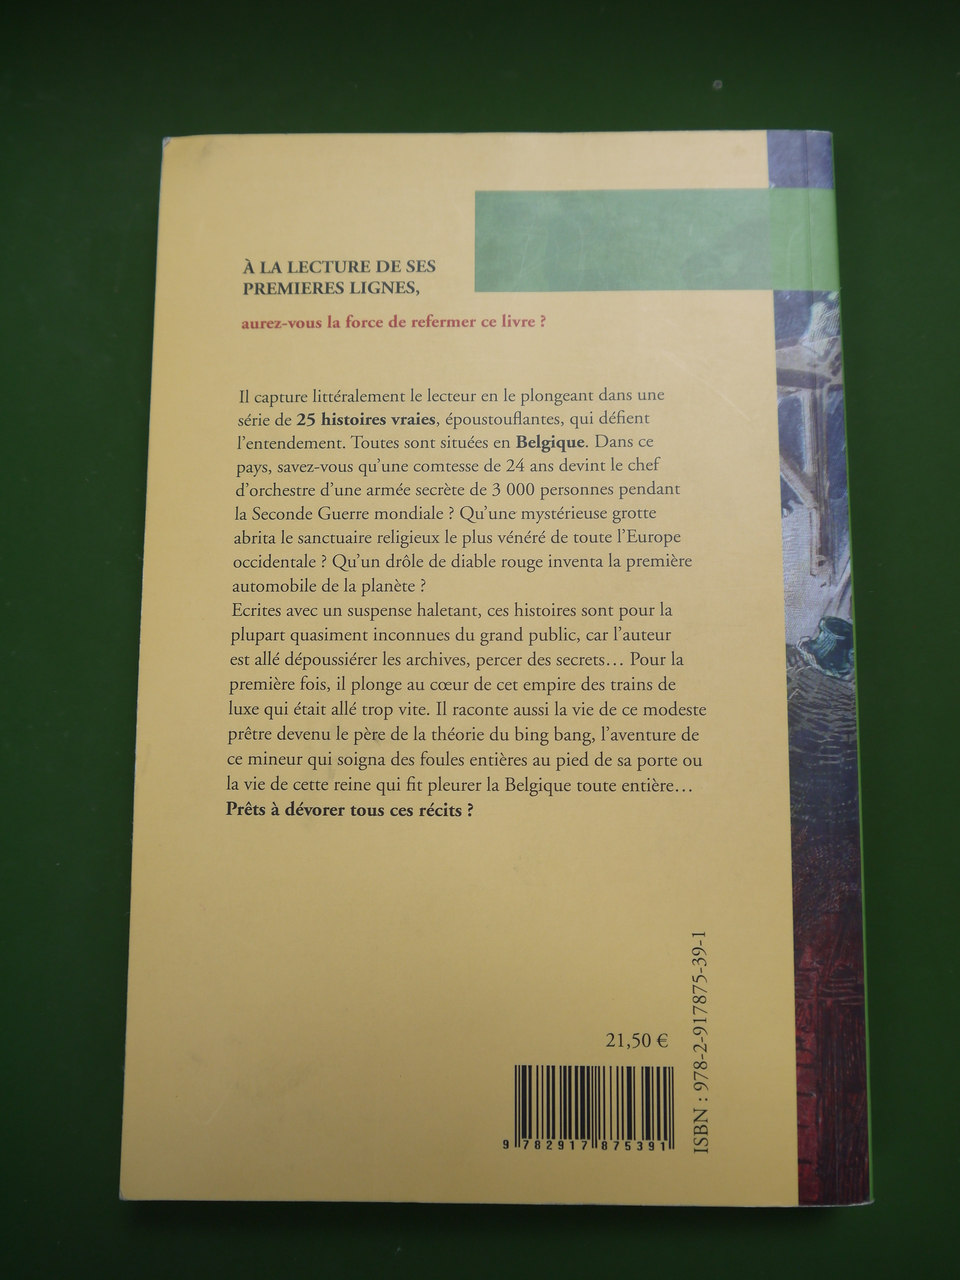 À LA LECTURE DE SES
PREMIERES LIGNES,
aurez-vous la force de refermer ce livre ?
Il capture littéralement le lecteur en le plongeant dans une
série de 25 histoires vraies, époustouflantes, qui défient
l'entendement. Toutes sont situées en Belgique. Dans ce
pays, savez-vous qu'une comtesse de 24 ans devint le chef
d'orchestre d'une armée secrète de 3 000 personnes pendant
la Seconde Guerre mondiale ? Qu'une mystérieuse grotte
abrita le sanctuaire religieux le plus vénéré de toute l'Europe
occidentale ? Qu'un drôle de diable rouge inventa la première
automobile de la planète ?
Ecrites avec un suspense haletant, ces histoires sont pour la
plupart quasiment inconnues du grand public, car l'auteur
est allé dépoussiérer les archives, percer des secrets... Pour la
première fois, il plonge au cœur de cet empire des trains de
luxe qui était allé trop vite. Il raconte aussi la vie de ce modeste
prêtre devenu le père de la théorie du bing bang, l'aventure de
ce mineur qui soigna des foules entières au pied de sa porte ou
la vie de cette reine qui fit pleurer la Belgique toute entière...
Prêts à dévorer tous ces récits ?
21,50 €
9 782917 875391
ISBN : 978-2-917875-39-1